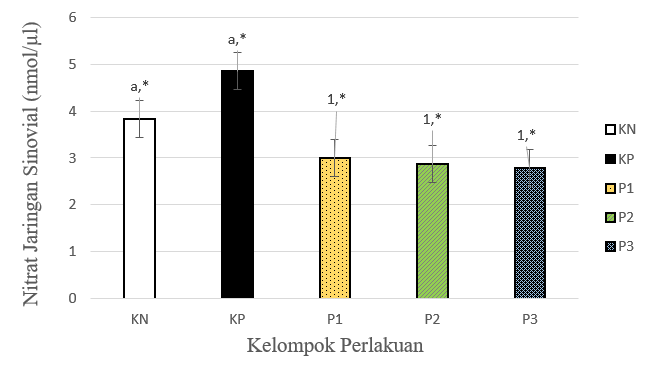 6
5
4
3
2
1
0
Nitrat Jaringan Sinovial (nmol/µl)
a,*
a,*
1,*
1,*
1,*
KN
KP
P1
P2
P3
Kelompok Perlakuan
KN
KP
P1
P2
P3